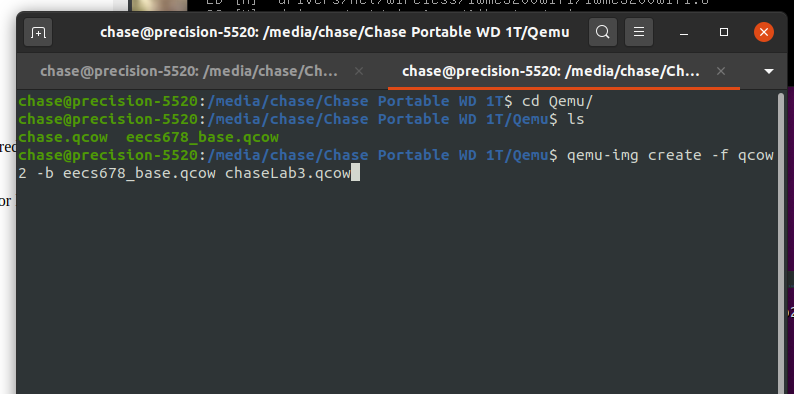 chase@precision-5520: /media/chase/Chase Portable WD 1T/Qemu
chase@precision-5520: /media/chase/Cha...
chase@precision-5520: /media/chase/Ch...
chase@precision-5520:/media/chase/Chase Portable WD 1T$ cd Qemu/
chase@precision-5520:/media/chase/Chase Portable WD 1T/Qemu$ ls
chase.qcow  eecs678_base.qcow
chase@precision-5520:/media/chase/Chase Portable WD 1T/Qemu$ qemu-img create -f qcow
2 -b eecs678_base.qcow chaseLab3.qcow